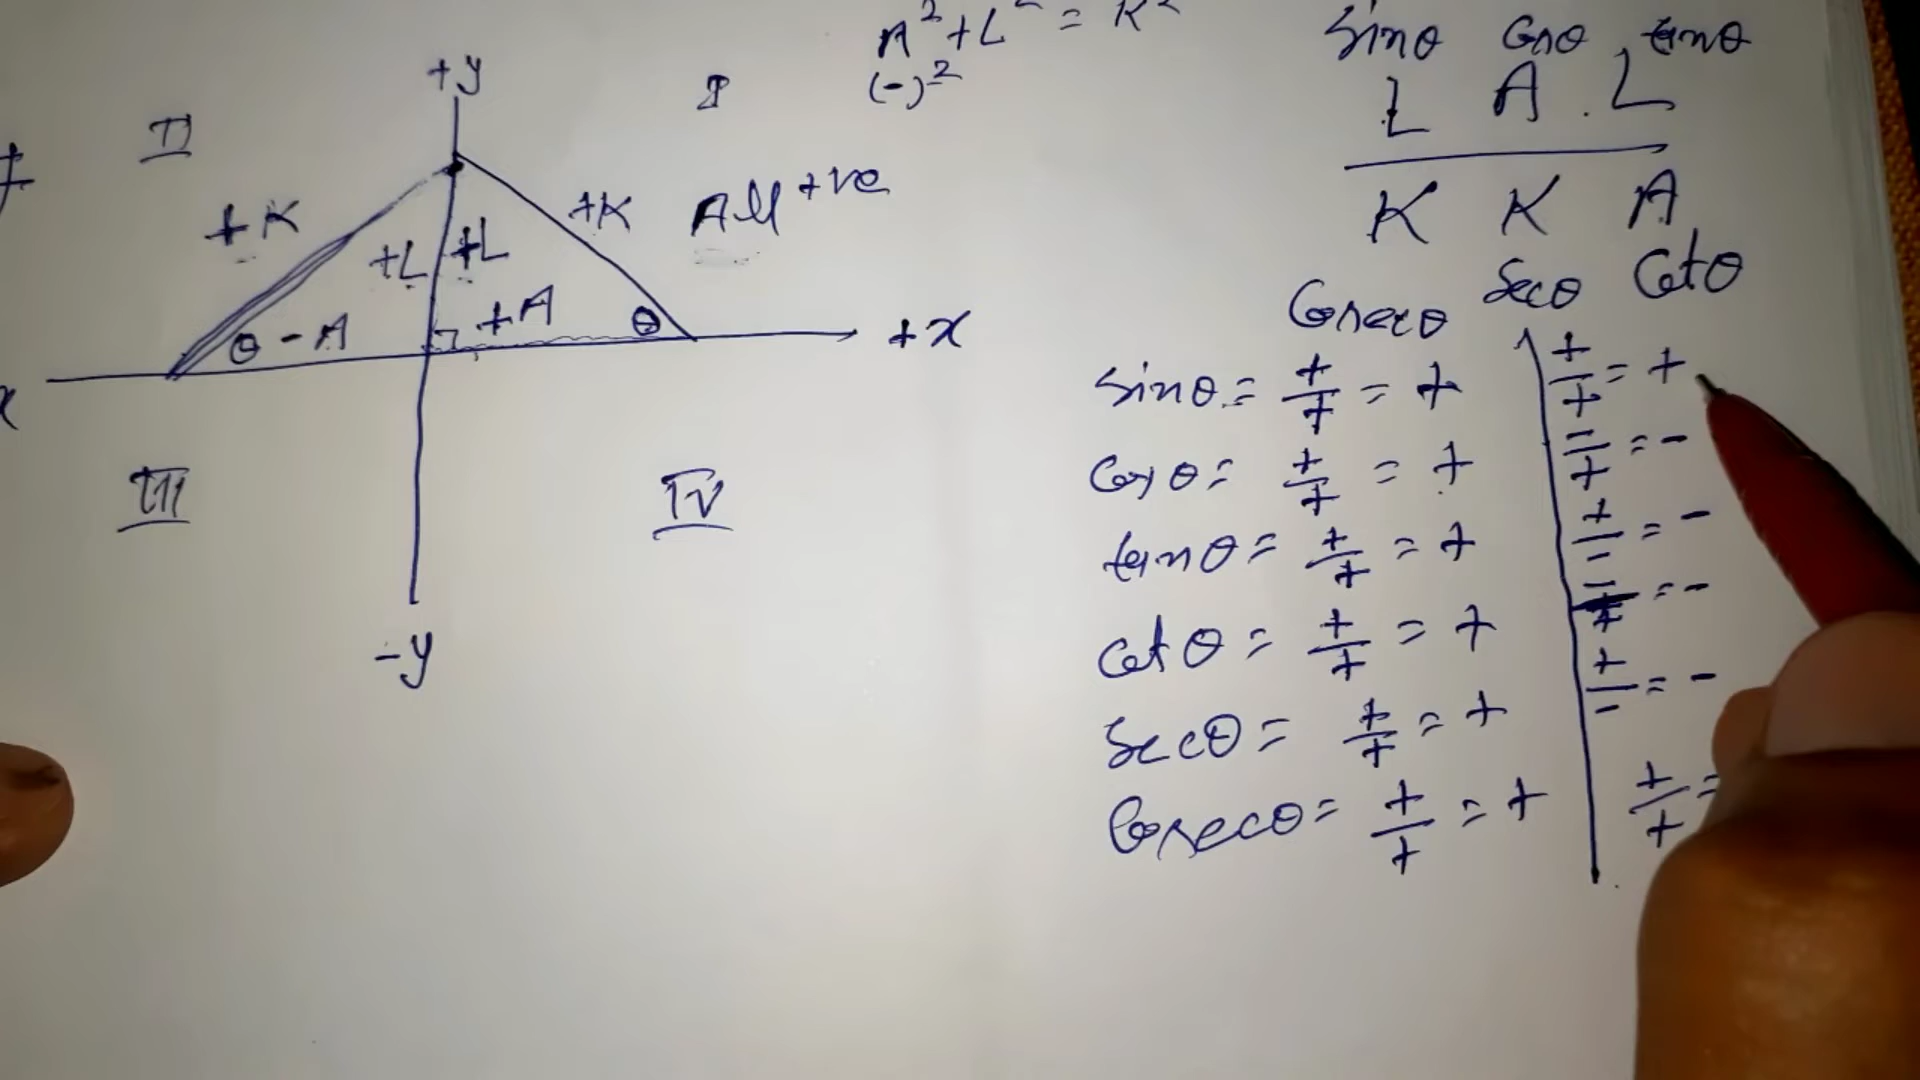 A² + L² = K²
(-)²
sinθ cosθ tanθ
L A L
K K A
cosecθ secθ cotθ
+y
II
I
+K
+K
All +ve
+L
+L
θ -A
+A
θ
+x
x
III
IV
-y
sinθ = +/+ = + | +/+ = +
cosθ = +/+ = + | -/+ = -
tanθ = +/+ = + | +/- = -
cotθ = +/+ = + | -/+ = -
secθ = +/+ = + | +/- = -
cosecθ = +/+ = + | +/+ =